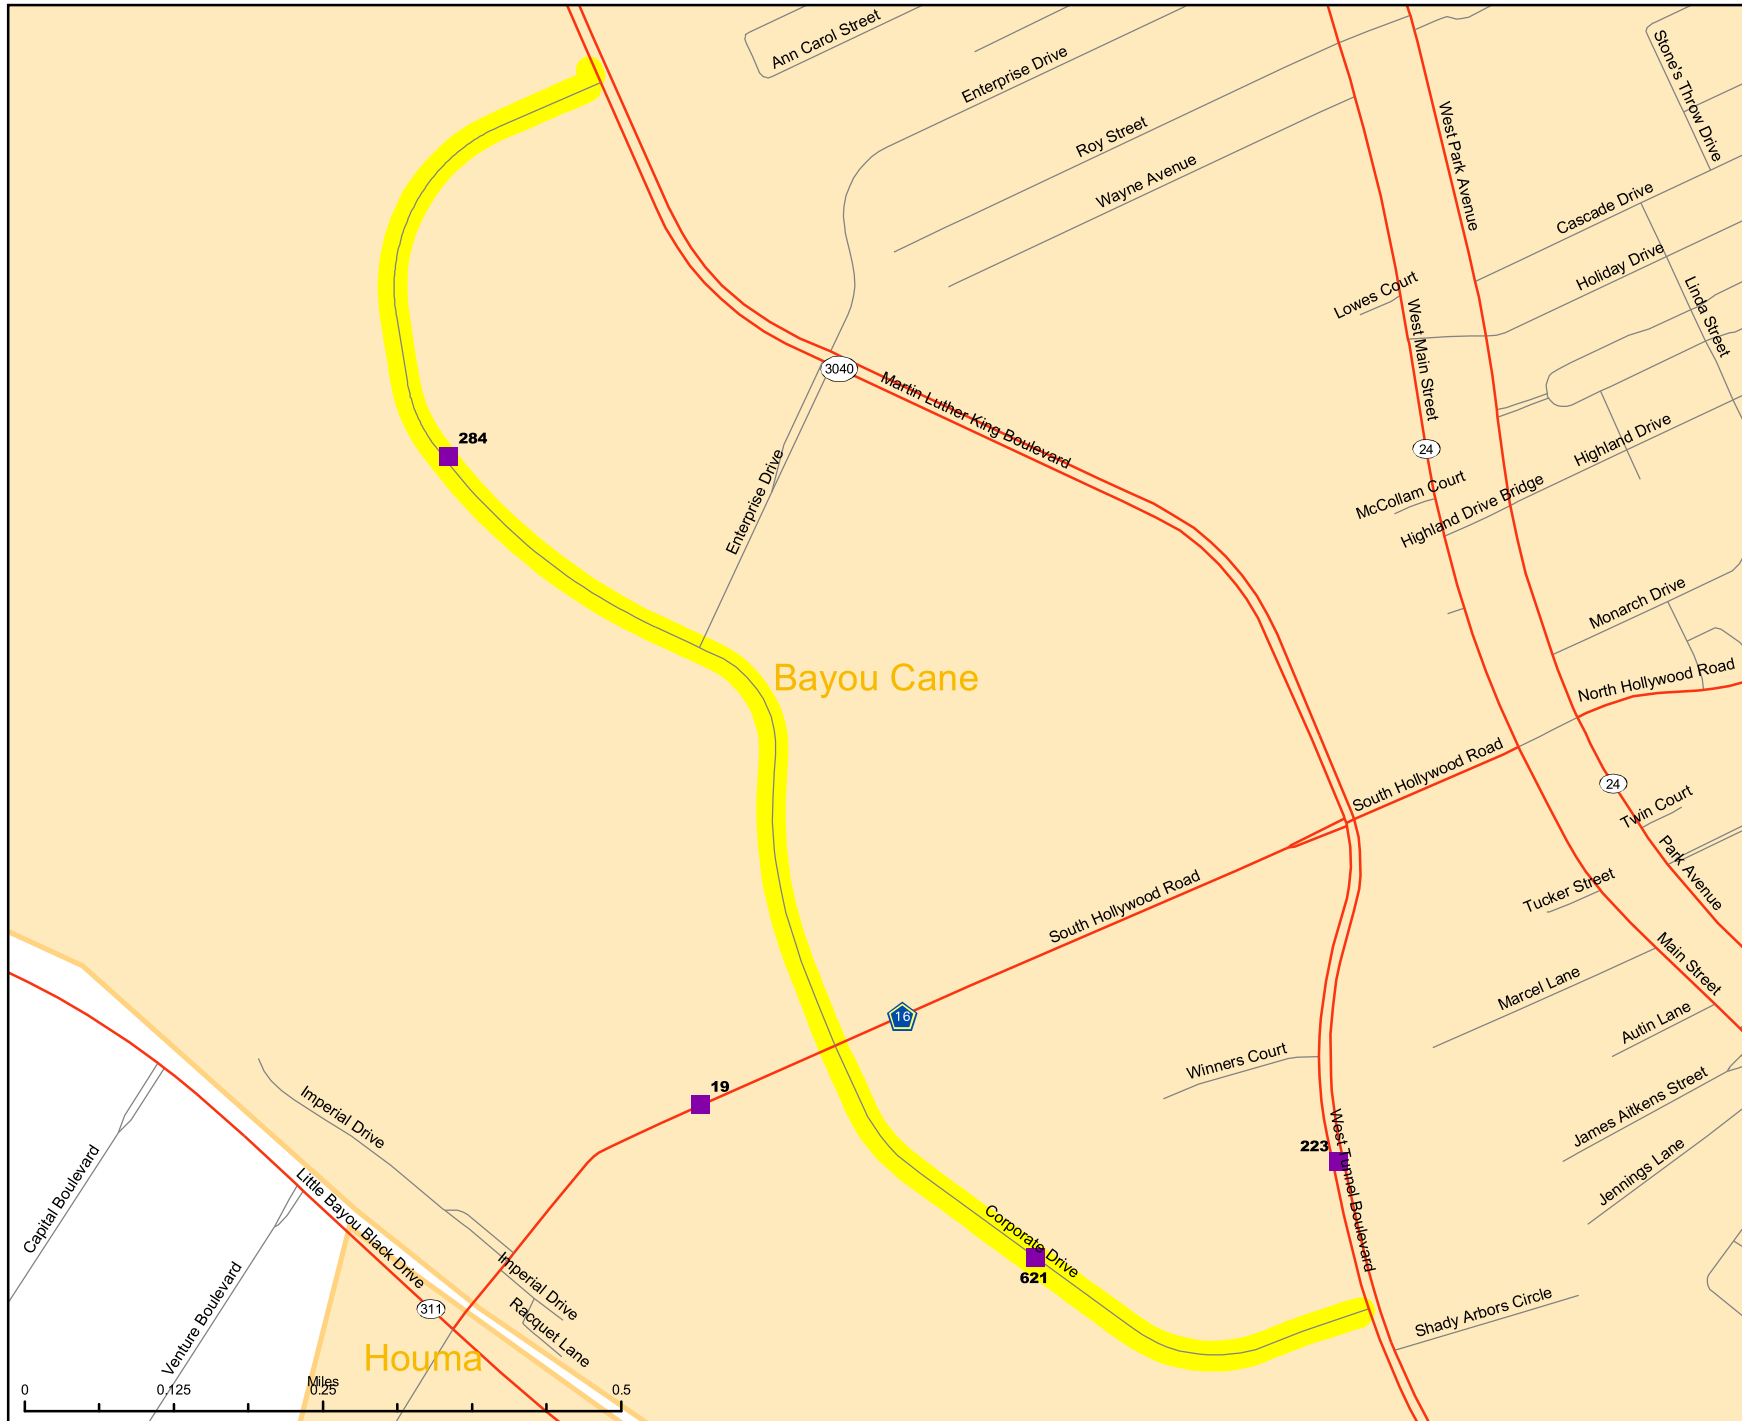 Ann Carol Street
Enterprise Drive
Roy Street
Wayne Avenue
West Park Avenue
Stone's Throw Drive
Cascade Drive
Holiday Drive
Lowes Court
West Main Street
Linda Street
3040
Martin Luther King Boulevard
24
Highland Drive
284
Enterprise Drive
McCollam Court
Highland Drive Bridge
Monarch Drive
Bayou Cane
North Hollywood Road
South Hollywood Road
24
Twin Court
Park Avenue
Tucker Street
South Hollywood Road
Main Street
Marcel Lane
Autin Lane
16
Winners Court
19
James Aitkens Street
Imperial Drive
223
West Tunnel Boulevard
Jennings Lane
Capital Boulevard
Little Bayou Black Drive
Corporate Drive
621
Imperial Drive
Venture Boulevard
311
Racquet Lane
Shady Arbors Circle
Houma
Miles
0 0.125 0.25 0.5